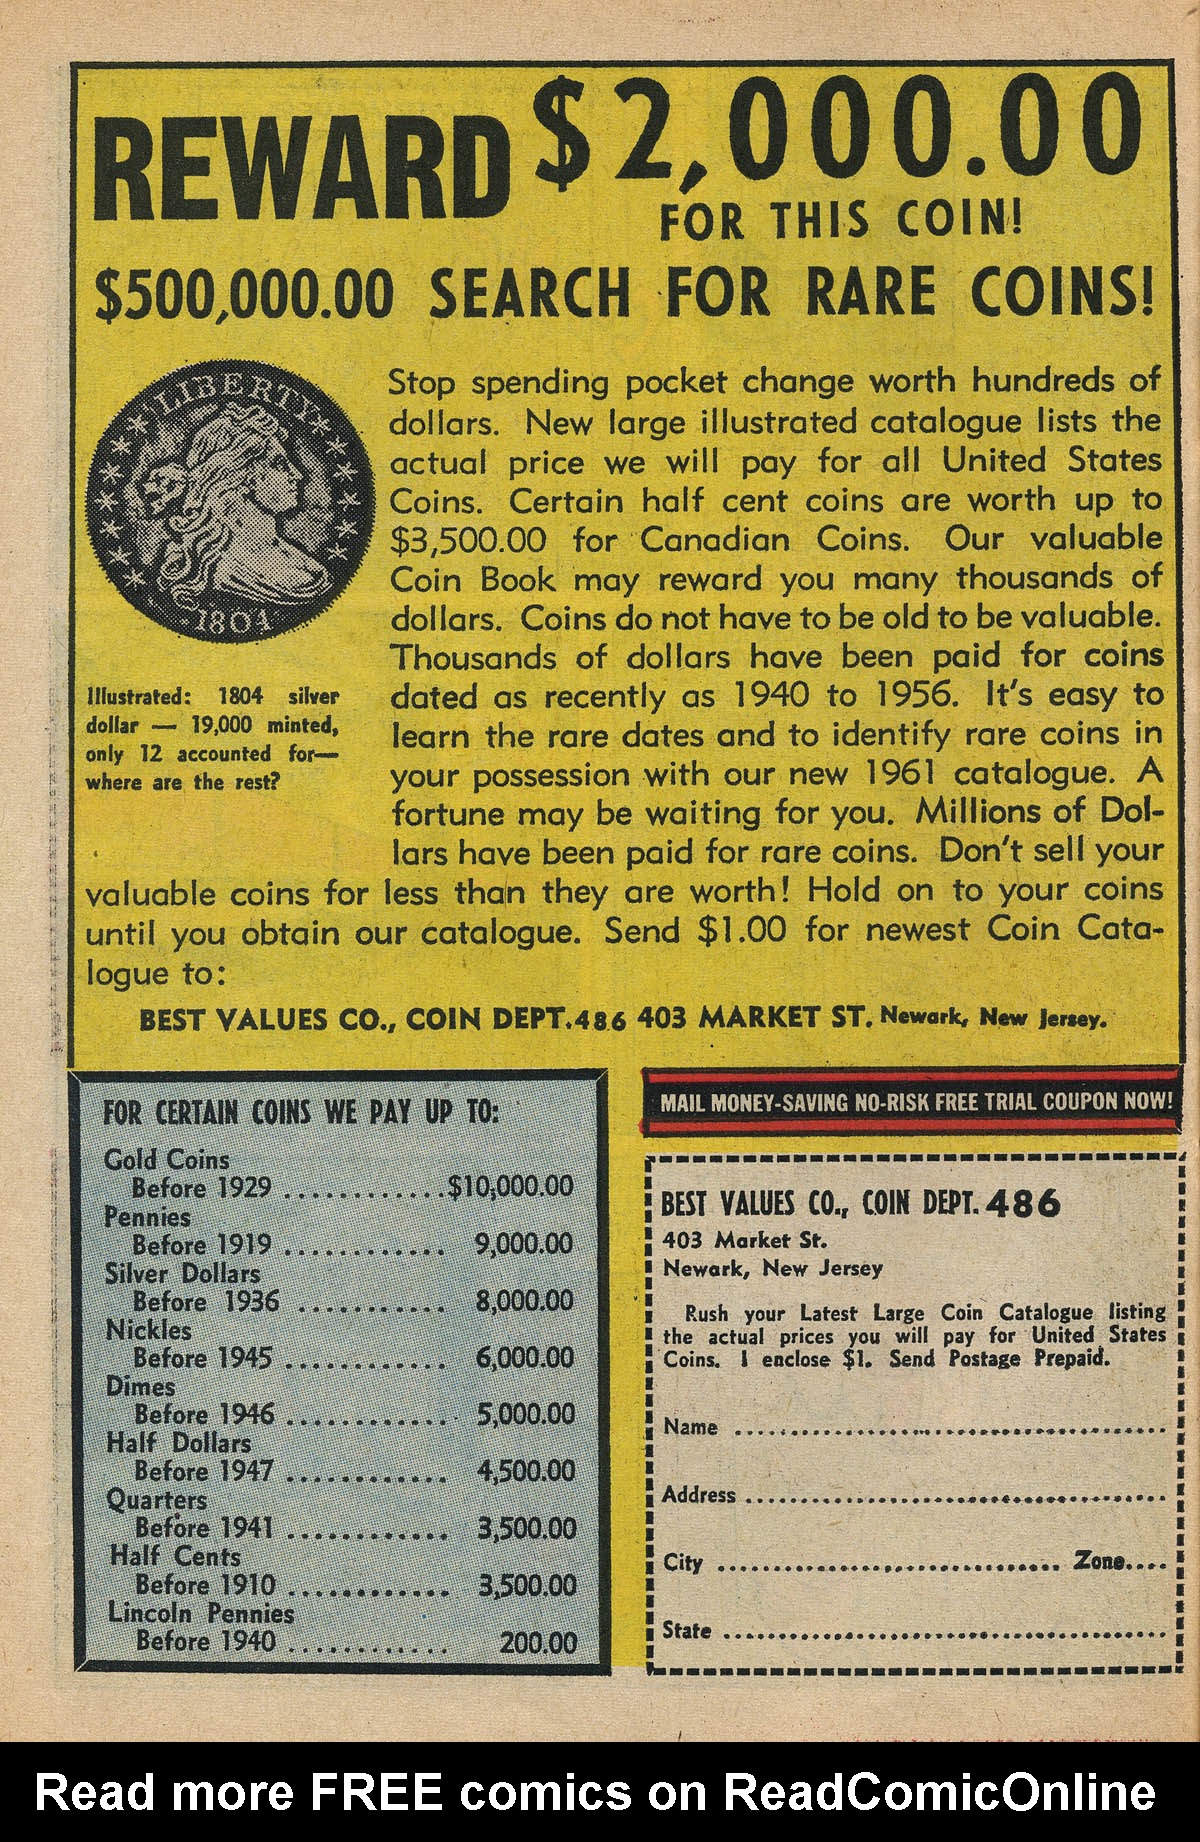 REWARD $2,000.00
FOR THIS COIN!
$500,000.00 SEARCH FOR RARE COINS!
LIBERTY
1804
Illustrated: 1804 silver
dollar — 19,000 minted,
only 12 accounted for—
where are the rest?
Stop spending pocket change worth hundreds of
dollars. New large illustrated catalogue lists the
actual price we will pay for all United States
Coins. Certain half cent coins are worth up to
$3,500.00 for Canadian Coins. Our valuable
Coin Book may reward you many thousands of
dollars. Coins do not have to be old to be valuable.
Thousands of dollars have been paid for coins
dated as recently as 1940 to 1956. It's easy to
learn the rare dates and to identify rare coins in
your possession with our new 1961 catalogue. A
fortune may be waiting for you. Millions of Dol-
lars have been paid for rare coins. Don't sell your
valuable coins for less than they are worth! Hold on to your coins
until you obtain our catalogue. Send $1.00 for newest Coin Cata-
logue to:
BEST VALUES CO., COIN DEPT.486 403 MARKET ST. Newark, New Jersey.
FOR CERTAIN COINS WE PAY UP TO:
Gold Coins
Before 1929 .............$10,000.00
Pennies
Before 1919 ............ 9,000.00
Silver Dollars
Before 1936 ........... 8,000.00
Nickles
Before 1945 ............ 6,000.00
Dimes
Before 1946 ............. 5,000.00
Half Dollars
Before 1947 ............ 4,500.00
Quarters
Before 1941 ............ 3,500.00
Half Cents
Before 1910 ............ 3,500.00
Lincoln Pennies
Before 1940 ............ 200.00
MAIL MONEY-SAVING NO-RISK FREE TRIAL COUPON NOW!
BEST VALUES CO., COIN DEPT. 486
403 Market St.
Newark, New Jersey
Rush your Latest Large Coin Catalogue listing
the actual prices you will pay for United States
Coins. I enclose $1. Send Postage Prepaid.
Name ......................................
Address .....................................
City .............................. Zone....
State .......................................
Read more FREE comics on ReadComicOnline